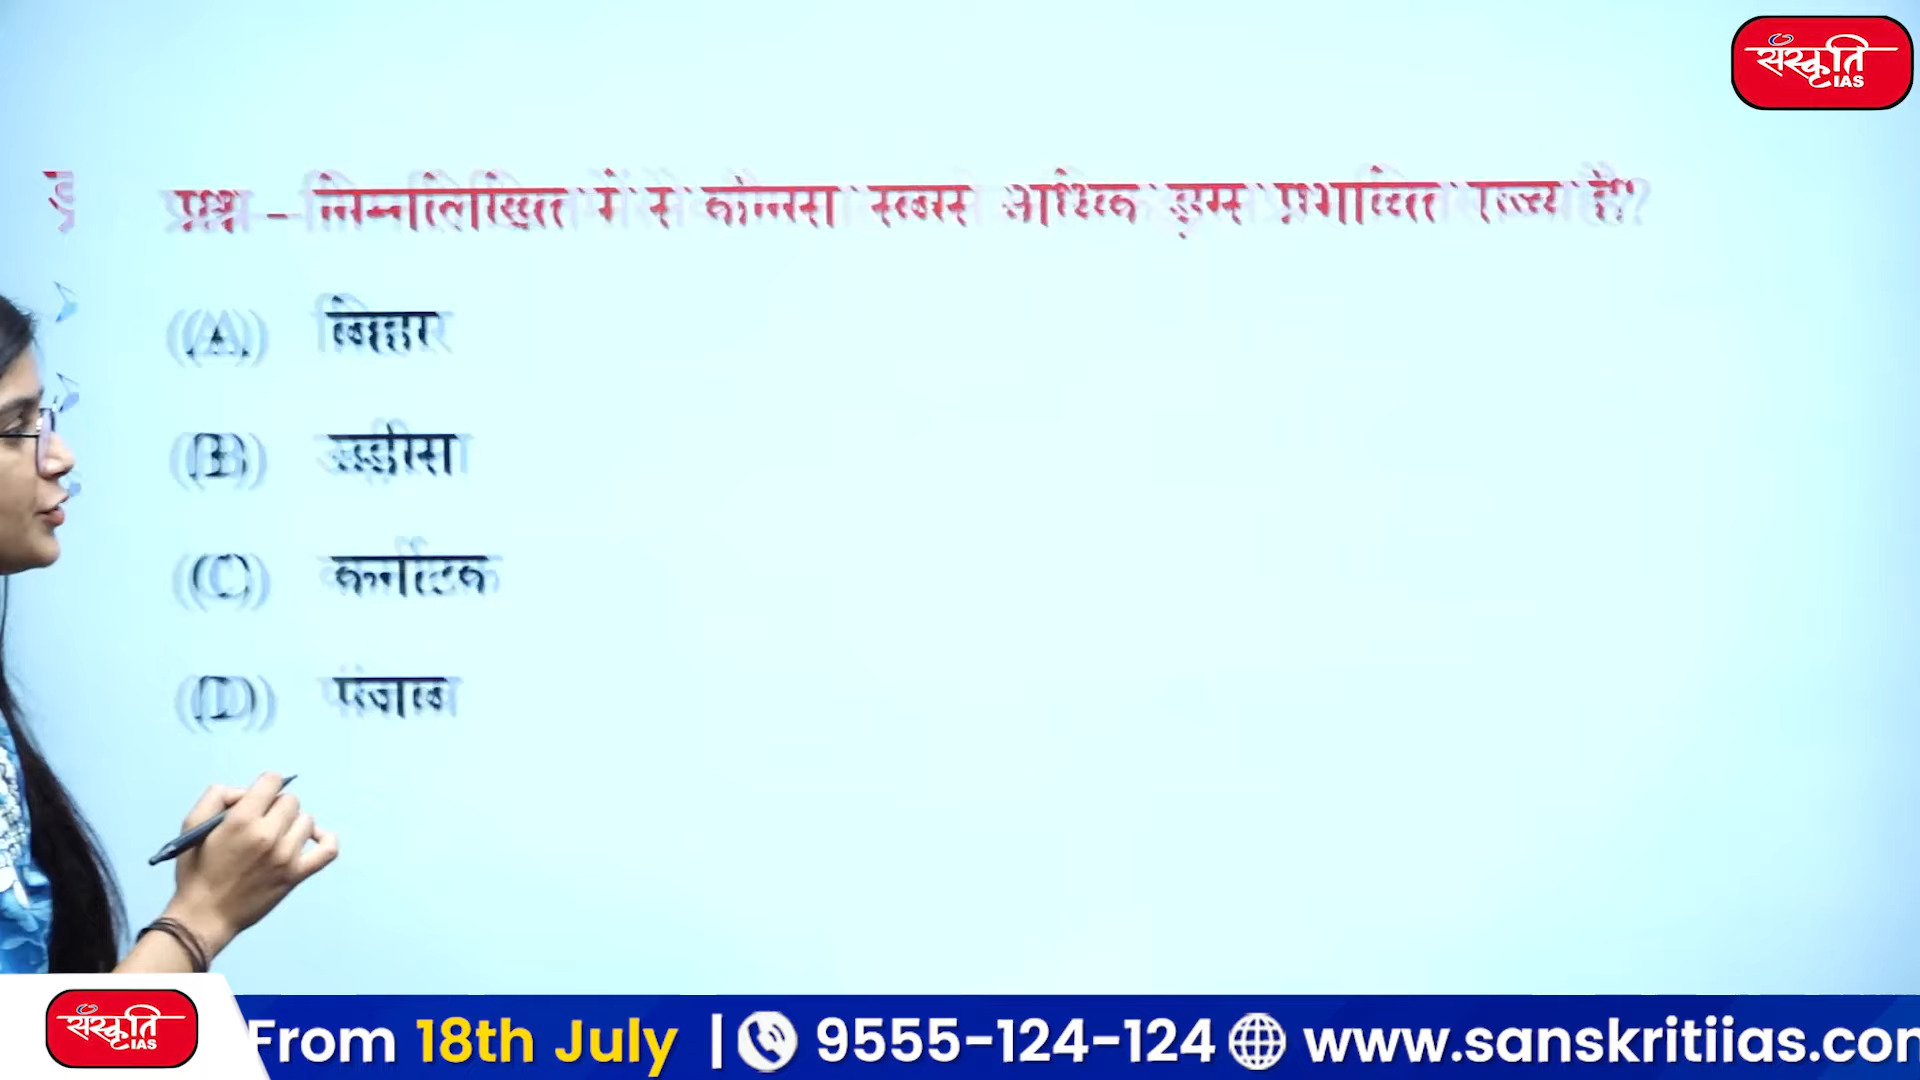 संस्कृति
IAS
प्रश्न – निम्नलिखित में से कौनसा सबसे अधिक ड्रग्स प्रभावित राज्य है?
(A) बिहार
(B) उड़ीसा
(C) कर्नाटक
(D) पंजाब
संस्कृति
IAS
From 18th July | 9555-124-124 www.sanskritiias.com